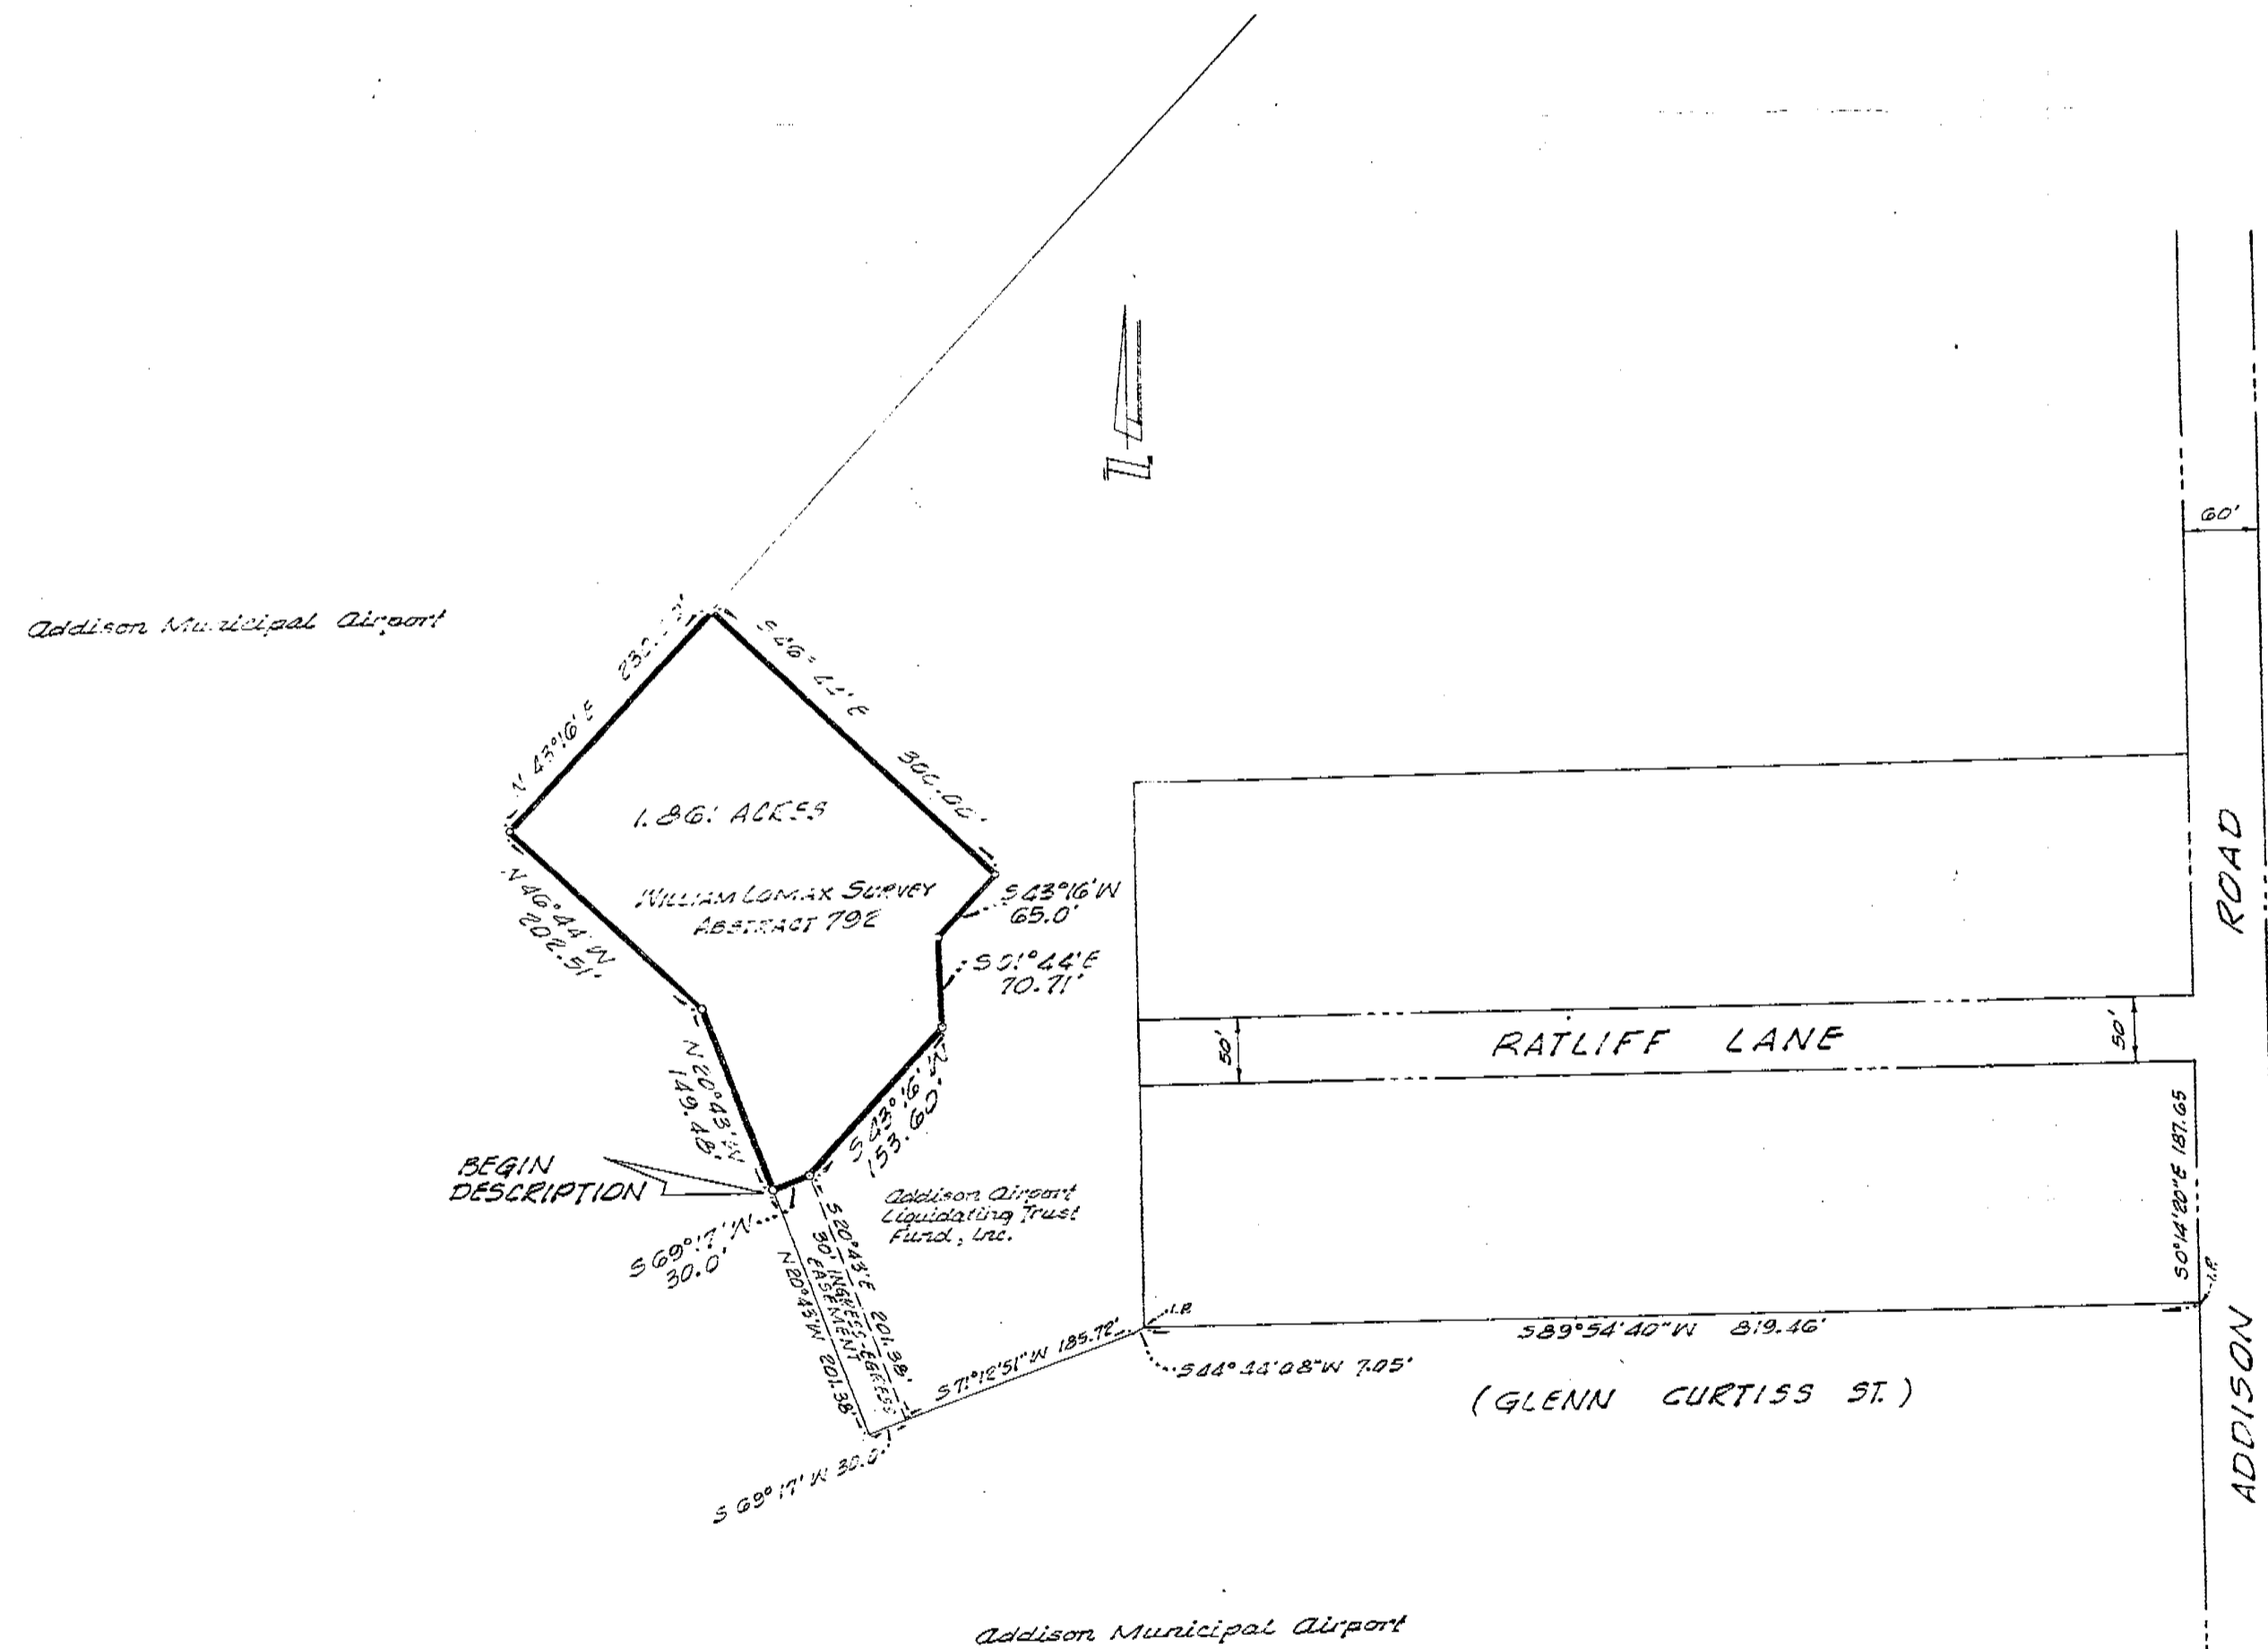 60'
Addison Municipal Airport
N 43°16' E
S 46° 44' E
300.00'
1.861 ACRES
WILLIAM LOMAX SURVEY
ABSTRACT 792
N 46°44' W
202.51'
S 43°16' W
65.0'
S 01°44' E
70.71'
ROAD
50'
RATLIFF LANE
50'
N 20°43' W
149.48'
S 43°16' W
153.60'
BEGIN
DESCRIPTION
S 69°17' W
30.0'
Addison Airport
Liquidating Trust
Fund, Inc.
S 20°43' E 201.38'
30' INGRESS-EGRESS
EASEMENT
N 20°43' W 201.38'
S 71°12'51" W 185.72'
I.P.
S 0°14'20" E 187.65
I.P.
S 89°54'40" W 819.46'
S 44°44'08" W 7.05'
(GLENN CURTISS ST.)
S 69°17' W 30.0'
ADDISON
Addison Municipal Airport